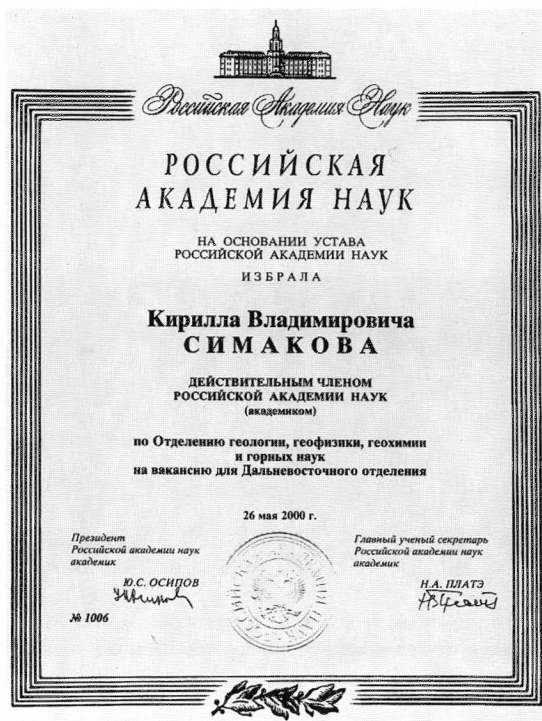 Российская Академия Наук
РОССИЙСКАЯ
АКАДЕМИЯ НАУК
НА ОСНОВАНИИ УСТАВА
РОССИЙСКОЙ АКАДЕМИИ НАУК
ИЗБРАЛА
Кирилла Владимировича
СИМАКОВА
ДЕЙСТВИТЕЛЬНЫМ ЧЛЕНОМ
РОССИЙСКОЙ АКАДЕМИИ НАУК
(академиком)
по Отделению геологии, геофизики, геохимии
и горных наук
на вакансию для Дальневосточного отделения
26 мая 2000 г.
Президент
Российской академии наук
академик
Ю.С. ОСИПОВ
№ 1006
Главный ученый секретарь
Российской академии наук
академик
Н.А. ПЛАТЭ